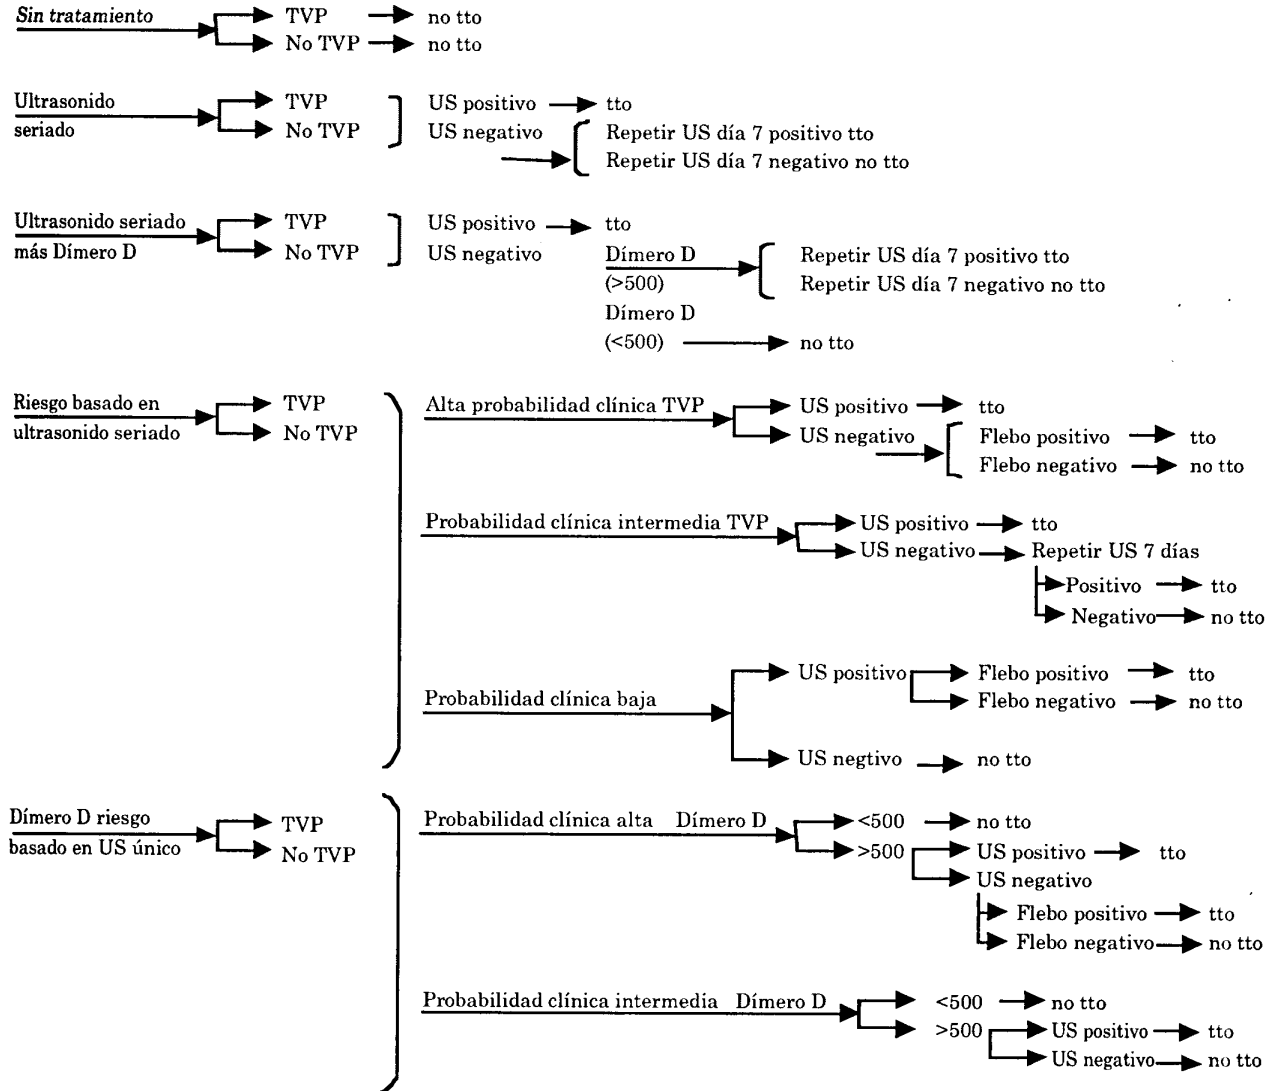 Sin tratamiento
TVP no tto
No TVP no tto
Ultrasonido seriado
TVP
No TVP
US positivo tto
US negativo
Repetir US día 7 positivo tto
Repetir US día 7 negativo no tto
Ultrasonido seriado
más Dímero D
TVP
No TVP
US positivo tto
US negativo
Dímero D
(>500)
Repetir US día 7 positivo tto
Repetir US día 7 negativo no tto
Dímero D
(<500) no tto
Riesgo basado en
ultrasonido seriado
TVP
No TVP
Alta probabilidad clínica TVP
US positivo tto
US negativo
Flebo positivo tto
Flebo negativo no tto
Probabilidad clínica intermedia TVP
US positivo tto
US negativo Repetir US 7 días
Positivo tto
Negativo no tto
Probabilidad clínica baja
US positivo
Flebo positivo tto
Flebo negativo no tto
US negtivo no tto
Dímero D riesgo
basado en US único
TVP
No TVP
Probabilidad clínica alta Dímero D
<500 no tto
>500
US positivo tto
US negativo
Flebo positivo tto
Flebo negativo no tto
Probabilidad clínica intermedia Dímero D
<500 no tto
>500
US positivo tto
US negativo no tto